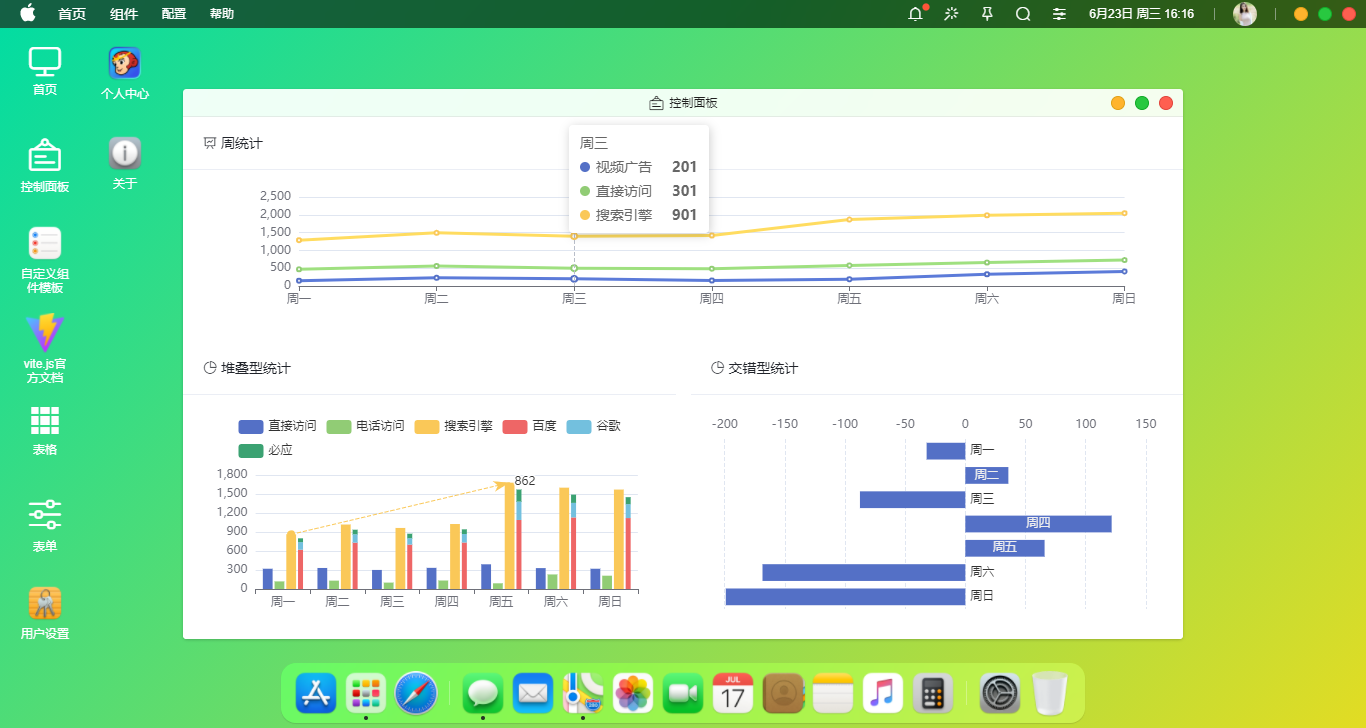 首页 组件 配置 帮助 6月23日 周三 16:16
首页
个人中心
控制面板
关于
自定义组
件模板
vite.js官
方文档
表格
表单
用户设置
控制面板
周统计
周三
视频广告 201
直接访问 301
搜索引擎 901
2,500
2,000
1,500
1,000
500
0
周一 周二 周三 周四 周五 周六 周日
堆叠型统计
直接访问 电话访问 搜索引擎 百度 谷歌
必应
862
1,800
1,500
1,200
900
600
300
0
周一 周二 周三 周四 周五 周六 周日
交错型统计
-200 -150 -100 -50 0 50 100 150
周一
周二
周三
周四
周五
周六
周日
JUL
17